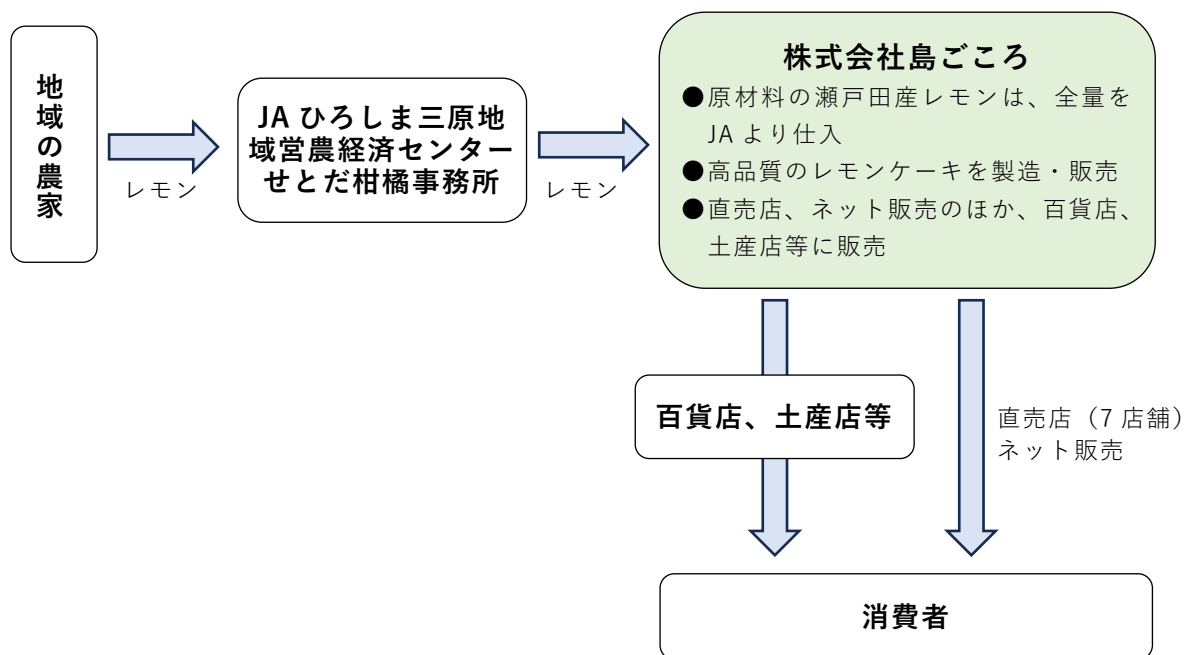 地域の農家
レモン
JAひろしま三原地
域営農経済センター
せとだ柑橘事務所
レモン
株式会社島ごころ
●原材料の瀬戸田産レモンは、全量を
JAより仕入
●高品質のレモンケーキを製造・販売
●直売店、ネット販売のほか、百貨店、
土産店等に販売
百貨店、土産店等
直売店（7店舗）
ネット販売
消費者